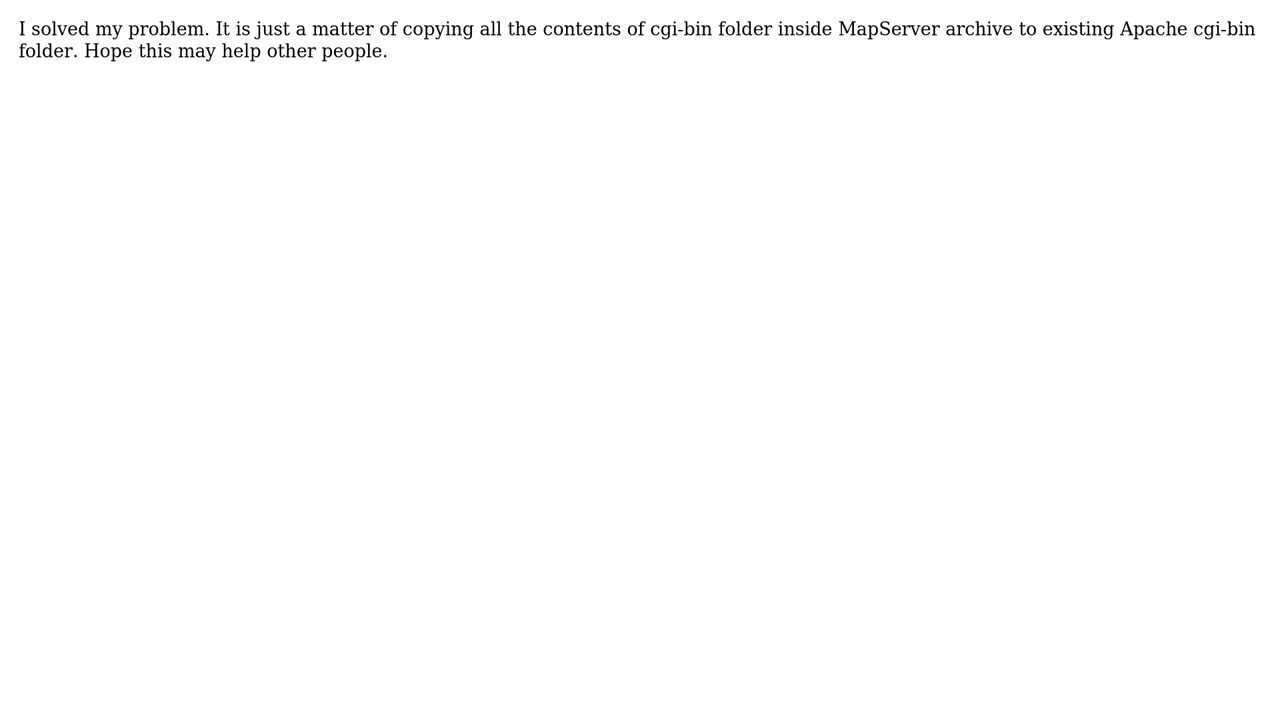 I solved my problem. It is just a matter of copying all the contents of cgi-bin folder inside MapServer archive to existing Apache cgi-bin
folder. Hope this may help other people.